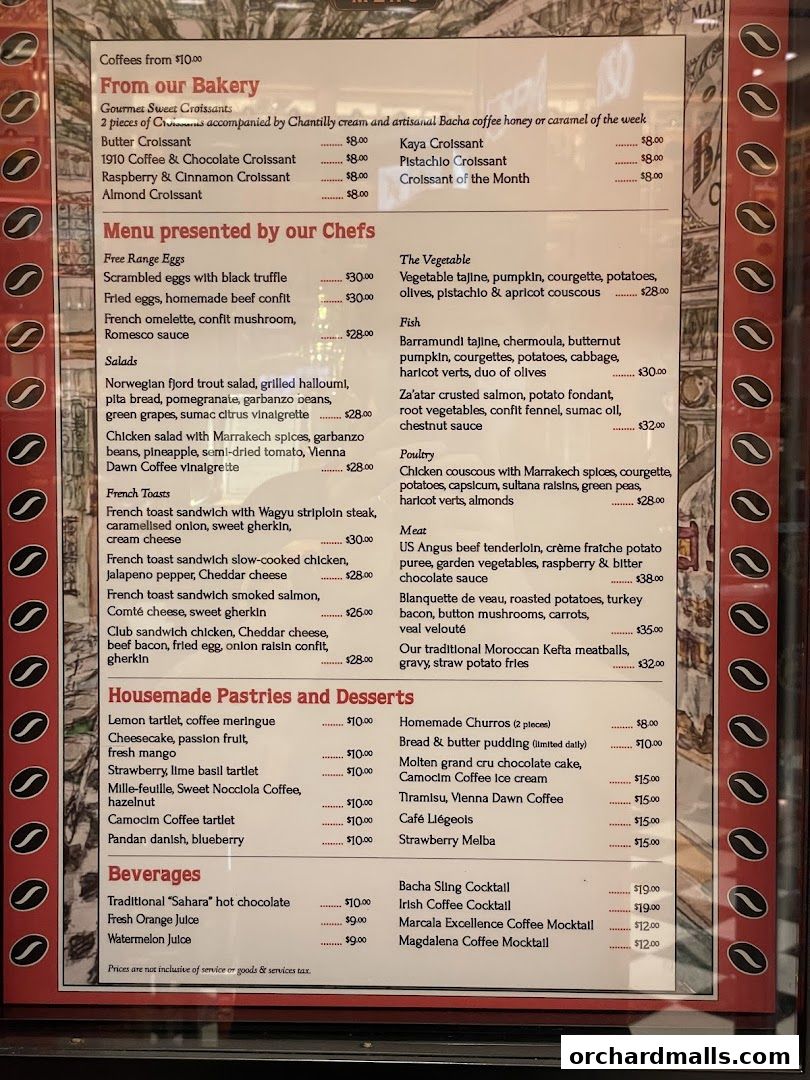 MENU
Coffees from $10.00
From our Bakery
Gourmet Sweet Croissants
2 pieces of Croissants accompanied by Chantilly cream and artisanal Bacha coffee honey or caramel of the week
Butter Croissant ........ $8.00
1910 Coffee & Chocolate Croissant ........ $8.00
Raspberry & Cinnamon Croissant ........ $8.00
Almond Croissant ........ $8.00
Kaya Croissant ........ $8.00
Pistachio Croissant ........ $8.00
Croissant of the Month ........ $8.00
Menu presented by our Chefs
Free Range Eggs
Scrambled eggs with black truffle ........ $30.00
Fried eggs, homemade beef confit ........ $30.00
French omelette, confit mushroom,
Romesco sauce ........ $28.00
Salads
Norwegian fjord trout salad, grilled halloumi,
pita bread, pomegranate, garbanzo beans,
green grapes, sumac citrus vinaigrette ........ $28.00
Chicken salad with Marrakech spices, garbanzo
beans, pineapple, semi-dried tomato, Vienna
Dawn Coffee vinaigrette ........ $28.00
French Toasts
French toast sandwich with Wagyu striploin steak,
caramelised onion, sweet gherkin,
cream cheese ........ $30.00
French toast sandwich slow-cooked chicken,
jalapeno pepper, Cheddar cheese ........ $28.00
French toast sandwich smoked salmon,
Comté cheese, sweet gherkin ........ $26.00
Club sandwich chicken, Cheddar cheese,
beef bacon, fried egg, onion raisin confit,
gherkin ........ $28.00
The Vegetable
Vegetable tajine, pumpkin, courgette, potatoes,
olives, pistachio & apricot couscous ........ $28.00
Fish
Barramundi tajine, chermoula, butternut
pumpkin, courgettes, potatoes, cabbage,
haricot verts, duo of olives ........ $30.00
Za'atar crusted salmon, potato fondant,
root vegetables, confit fennel, sumac oil,
chestnut sauce ........ $32.00
Poultry
Chicken couscous with Marrakech spices, courgette,
potatoes, capsicum, sultana raisins, green peas,
haricot verts, almonds ........ $28.00
Meat
US Angus beef tenderloin, crème fraîche potato
puree, garden vegetables, raspberry & bitter
chocolate sauce ........ $38.00
Blanquette de veau, roasted potatoes, turkey
bacon, button mushrooms, carrots,
veal velouté ........ $35.00
Our traditional Moroccan Kefta meatballs,
gravy, straw potato fries ........ $32.00
Housemade Pastries and Desserts
Lemon tartlet, coffee meringue ........ $10.00
Cheesecake, passion fruit,
fresh mango ........ $10.00
Strawberry, lime basil tartlet ........ $10.00
Mille-feuille, Sweet Nocciola Coffee,
hazelnut ........ $10.00
Camocim Coffee tartlet ........ $10.00
Pandan danish, blueberry ........ $10.00
Homemade Churros (2 pieces) ........ $8.00
Bread & butter pudding (limited daily) ........ $10.00
Molten grand cru chocolate cake,
Camocim Coffee ice cream ........ $15.00
Tiramisu, Vienna Dawn Coffee ........ $15.00
Café Liégeois ........ $15.00
Strawberry Melba ........ $15.00
Beverages
Traditional "Sahara" hot chocolate ........ $10.00
Fresh Orange Juice ........ $9.00
Watermelon Juice ........ $9.00
Bacha Sling Cocktail ........ $19.00
Irish Coffee Cocktail ........ $19.00
Marcala Excellence Coffee Mocktail ........ $12.00
Magdalena Coffee Mocktail ........ $12.00
Prices are not inclusive of service or goods & services tax.
orchardmalls.com